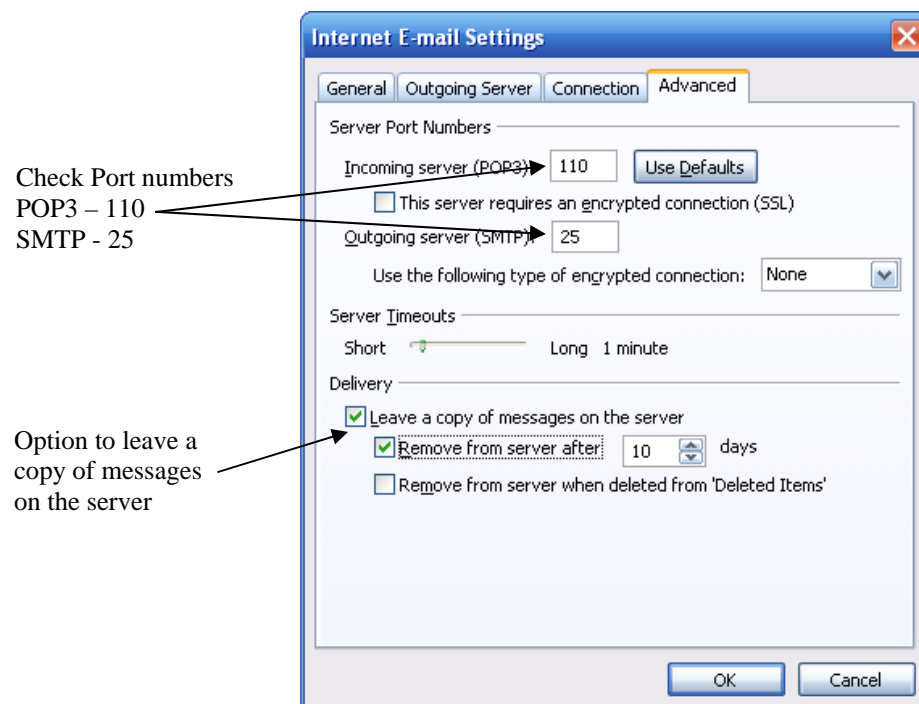 Internet E-mail Settings
General Outgoing Server Connection Advanced
Server Port Numbers
Incoming server (POP3): 110 Use Defaults
This server requires an encrypted connection (SSL)
Outgoing server (SMTP): 25
Use the following type of encrypted connection: None
Server Timeouts
Short Long 1 minute
Delivery
Leave a copy of messages on the server
Remove from server after 10 days
Remove from server when deleted from 'Deleted Items'
OK Cancel
Check Port numbers
POP3 – 110
SMTP - 25
Option to leave a
copy of messages
on the server